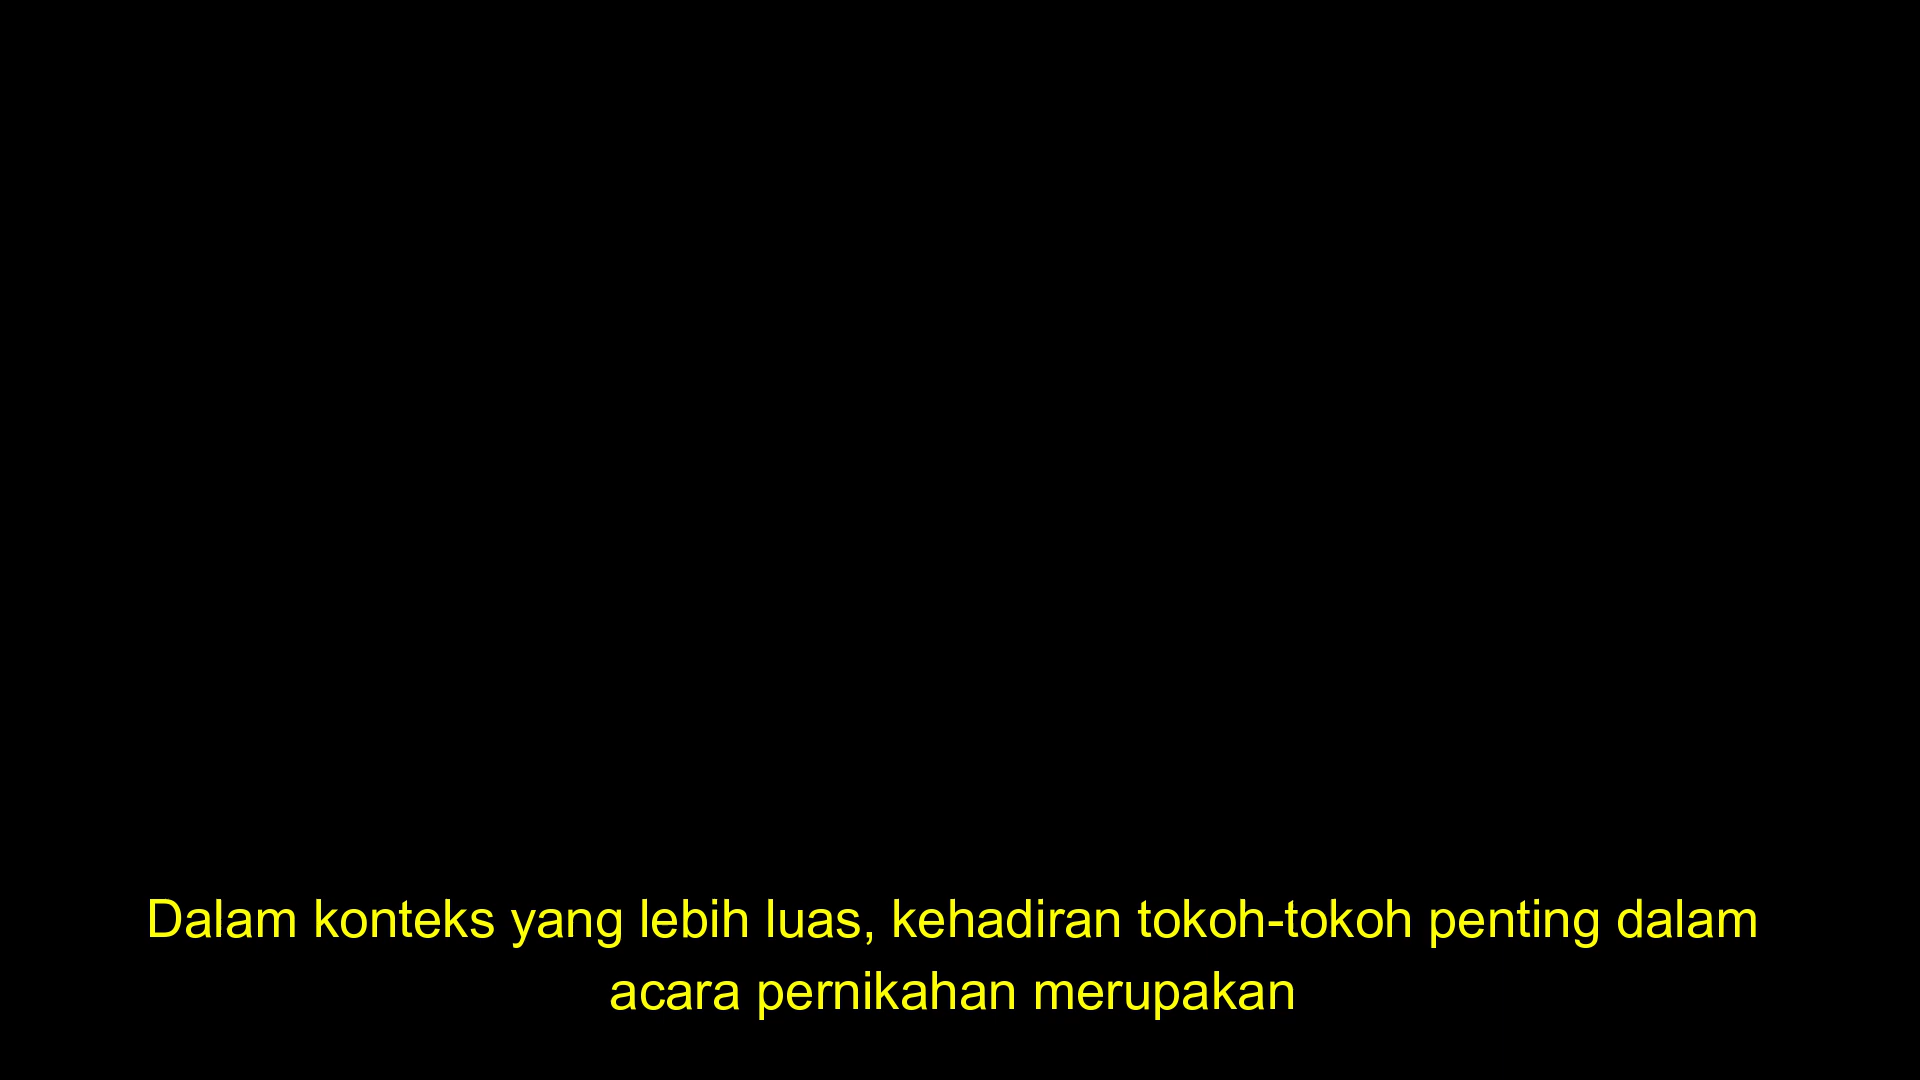 Dalam konteks yang lebih luas, kehadiran tokoh-tokoh penting dalam
acara pernikahan merupakan